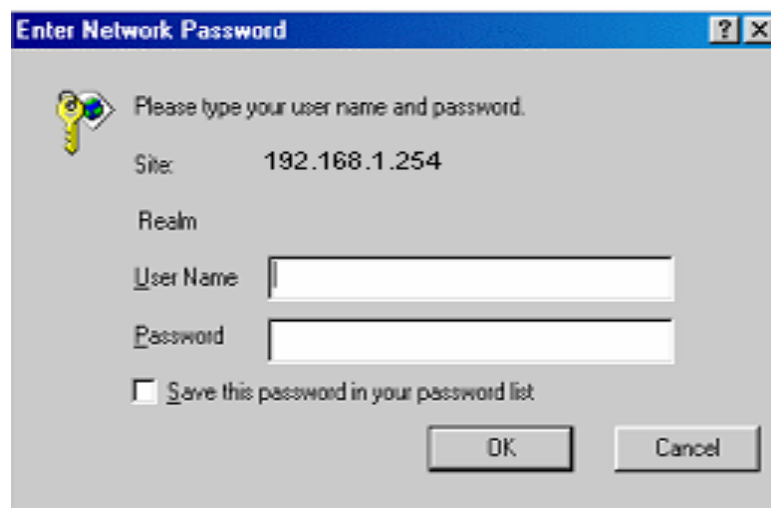 Enter Network Password
Please type your user name and password.
Site: 192.168.1.254
Realm
User Name
Password
Save this password in your password list
OK Cancel